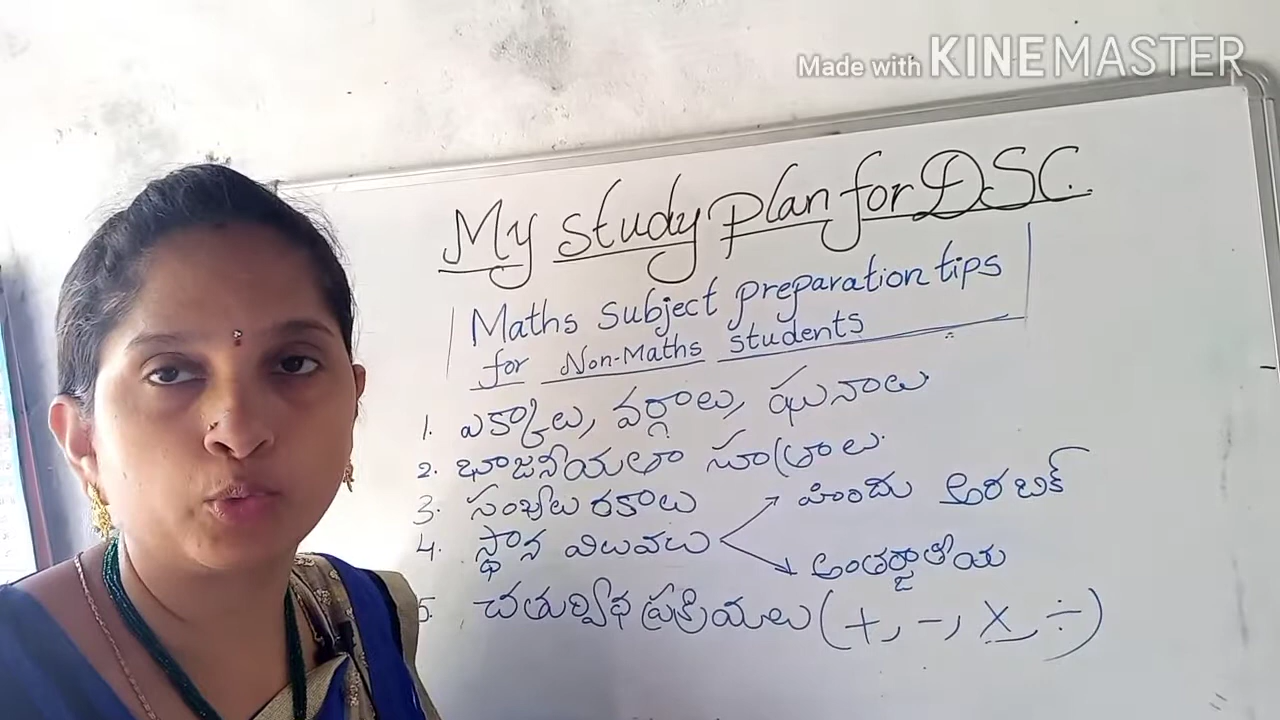 Made with KINEMASTER
My study plan for DSC.
Maths subject preparation tips
for Non-Maths students
1. ఎక్కాలు, వర్గాలు, ఘనాలు
2. భాజనీయతా సూత్రాలు
3. సంఖ్యలు రకాలు
4. స్థాన విలువలు హిందు అరబిక్
అంతర్జాతీయ
5. చతుర్విధ ప్రక్రియలు (+, -, ×, ÷)